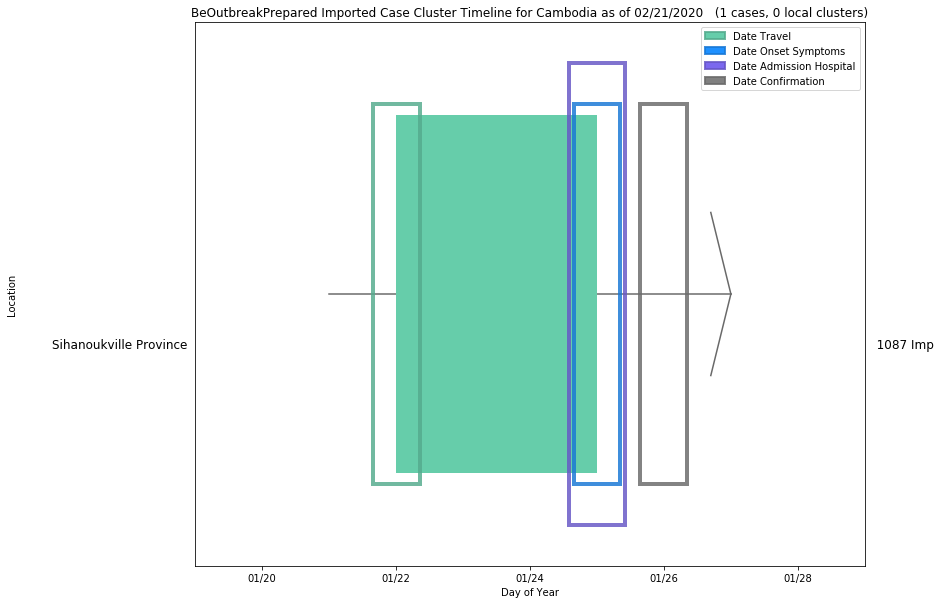 BeOutbreakPrepared Imported Case Cluster Timeline for Cambodia as of 02/21/2020   (1 cases, 0 local clusters)
Date Travel
Date Onset Symptoms
Date Admission Hospital
Date Confirmation
Location
Sihanoukville Province
1087 Imp
01/20
01/22
01/24
01/26
01/28
Day of Year